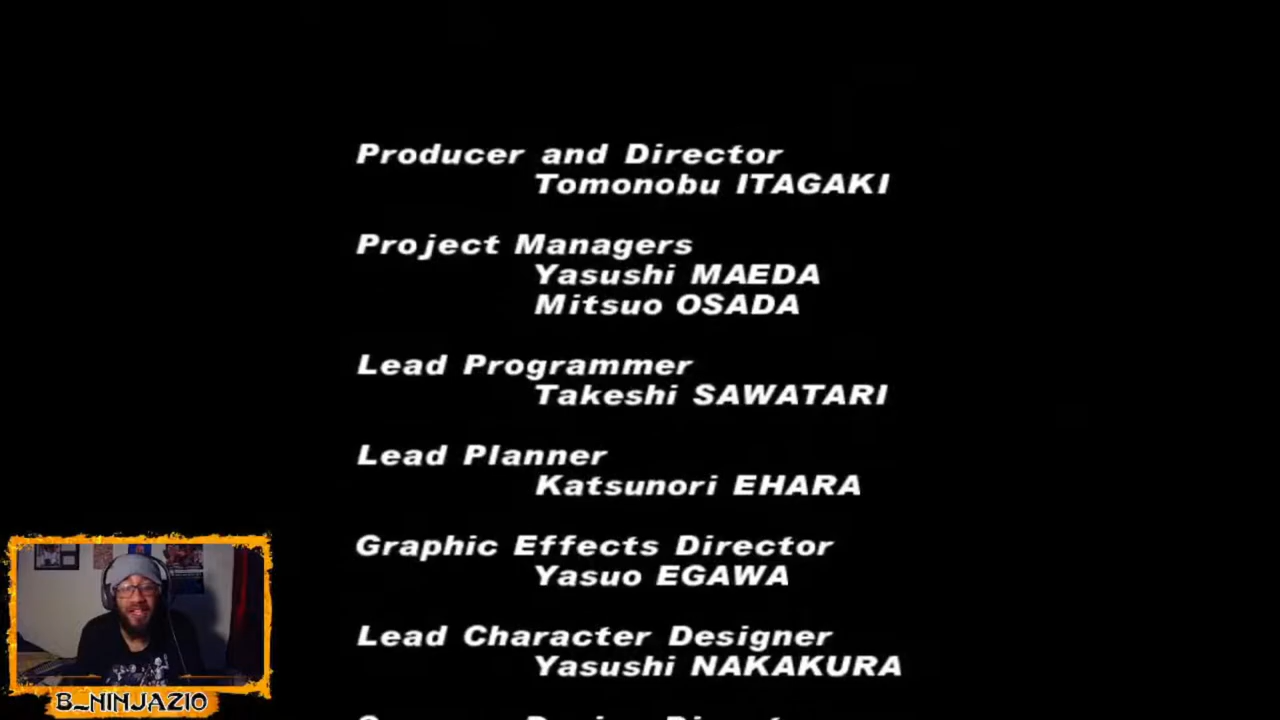 Producer and Director
Tomonobu ITAGAKI
Project Managers
Yasushi MAEDA
Mitsuo OSADA
Lead Programmer
Takeshi SAWATARI
Lead Planner
Katsunori EHARA
Graphic Effects Director
Yasuo EGAWA
Lead Character Designer
Yasushi NAKAKURA
B_NINJAZIO